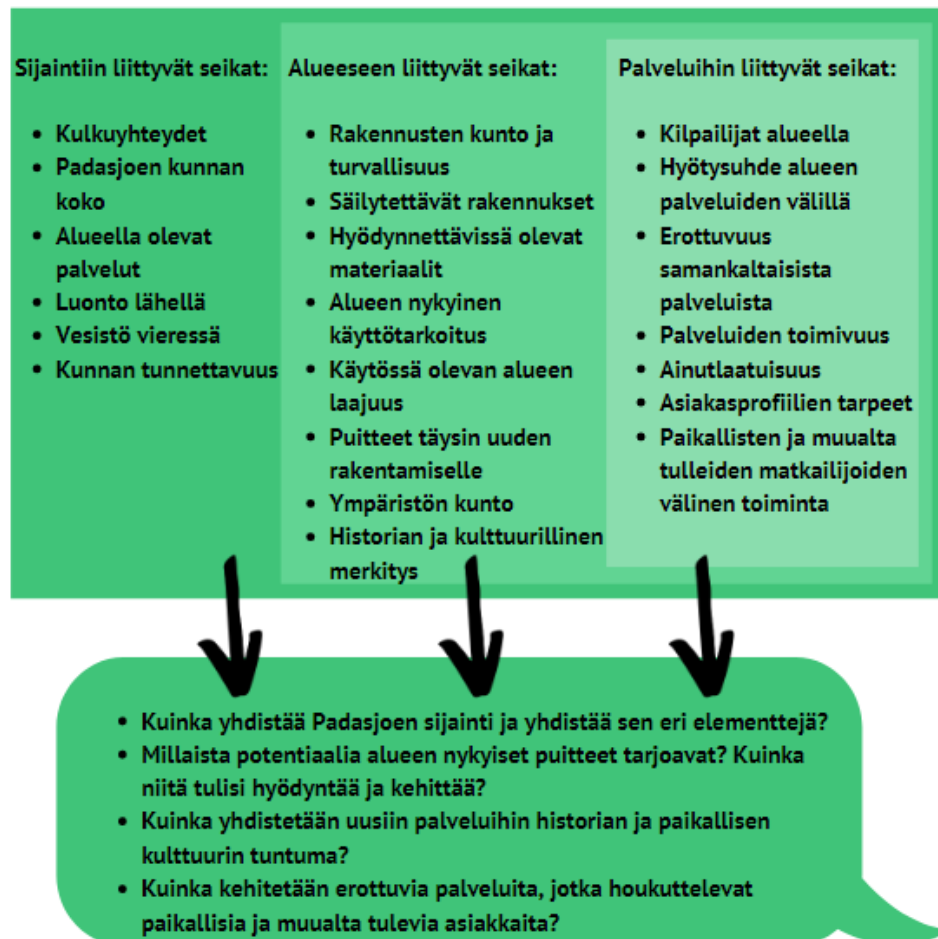 Sijaintiin liittyvät seikat:
• Kulkuyhteydet
• Padasjoen kunnan
koko
• Alueella olevat
palvelut
• Luonto lähellä
• Vesistö vieressä
• Kunnan tunnettavuus
Alueeseen liittyvät seikat:
• Rakennusten kunto ja
turvallisuus
• Säilytettävät rakennukset
• Hyödynnettävissä olevat
materiaalit
• Alueen nykyinen
käyttötarkoitus
• Käytössä olevan alueen
laajuus
• Puitteet täysin uuden
rakentamiselle
• Ympäristön kunto
• Historian ja kulttuurillinen
merkitys
Palveluihin liittyvät seikat:
• Kilpailijat alueella
• Hyötysuhde alueen
palveluiden välillä
• Erottuvuus
samankaltaisista
palveluista
• Palveluiden toimivuus
• Ainutlaatuisuus
• Asiakasprofiilien tarpeet
• Paikallisten ja muualta
tulleiden matkailijoiden
välinen toiminta
• Kuinka yhdistää Padasjoen sijainti ja yhdistää sen eri elementtejä?
• Millaista potentiaalia alueen nykyiset puitteet tarjoavat? Kuinka
niitä tulisi hyödyntää ja kehittää?
• Kuinka yhdistetään uusiin palveluihin historian ja paikallisen
kulttuurin tuntuma?
• Kuinka kehitetään erottuvia palveluita, jotka houkuttelevat
paikallisia ja muualta tulevia asiakkaita?